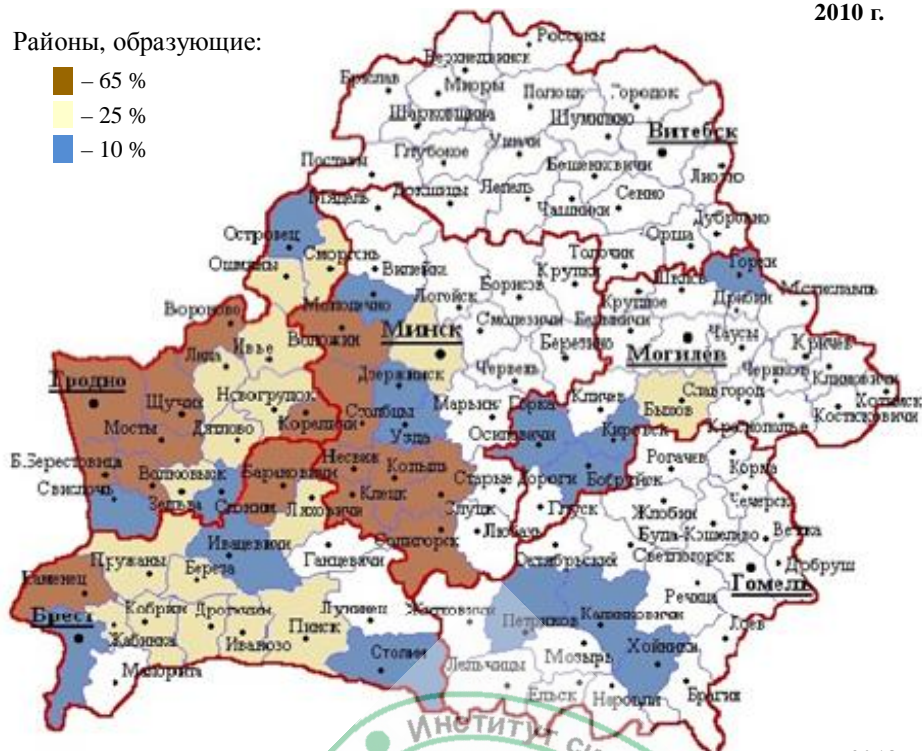 2010 г.
Районы, образующие:
– 65 %
– 25 %
– 10 %
Россоны
Верхнедвинск
Браслав
Миоры
Полоцк
Городок
Шарковщина
Шумилино
Витебск
Глубокое
Ушачи
Поставы
Бешенковичи
Лиозно
Мядель
Докшицы
Лепель
Сенно
Чашники
Дубровно
Островец
Орша
Сморгонь
Толочин
Горки
Ошмяны
Вилейка
Крупки
Шклов
Борисов
Мстиславль
Молодечно
Логойск
Круглое
Дрибин
Вороново
Смолевичи
Белыничи
Воложин
Минск
Чаусы
Ивье
Березино
Могилев
Кричев
Лида
Гродно
Дзержинск
Червень
Чериков
Климовичи
Новогрудок
Славгород
Щучин
Столбцы
Марьина
Горка
Кличев
Быхов
Хотимск
Кореличи
Костюковичи
Мосты
Дятлово
Узда
Кировск
Краснополье
Осиповичи
Несвиж
Рогачев
Корма
Б.Берестовица
Волковыск
Барановичи
Копыль
Старые Дороги
Бобруйск
Свислочь
Клецк
Чечерск
Зельва
Слоним
Ляховичи
Слуцк
Глуск
Жлобин
Любань
Буда-Кошелево
Ветка
Солигорск
Ивацевичи
Пружаны
Ганцевичи
Октябрьский
Светлогорск
Добруш
Береза
Каменец
Гомель
Речица
Кобрин
Дрогичин
Лунинец
Житковичи
Калинковичи
Брест
Петриков
Лоев
Жабинка
Иваново
Пинск
Мозырь
Столин
Хойники
Малорита
Лельчицы
Ельск
Наровля
Брагин
Институт